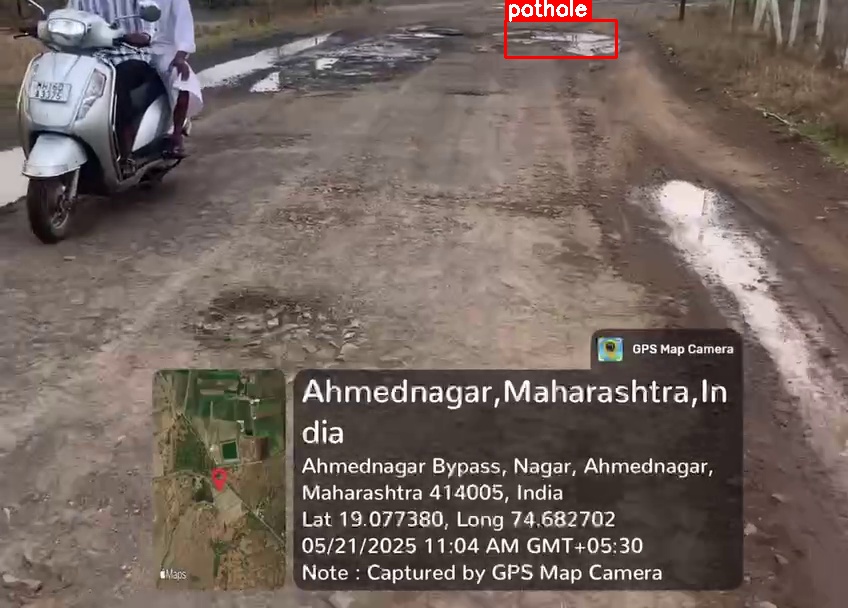 pothole
GPS Map Camera
Ahmednagar,Maharashtra,In
dia
Ahmednagar Bypass, Nagar, Ahmednagar,
Maharashtra 414005, India
Lat 19.077380, Long 74.682702
05/21/2025 11:04 AM GMT+05:30
Note : Captured by GPS Map Camera
Maps